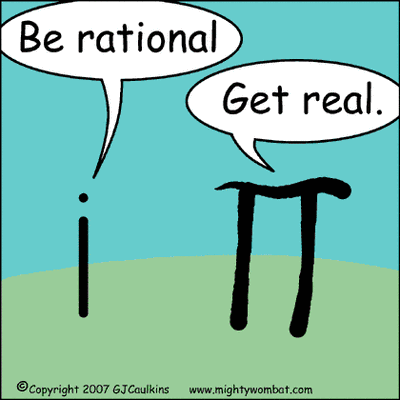 Be rational
Get real.
i
π
©Copyright 2007 GJCaulkins www.mightywombat.com